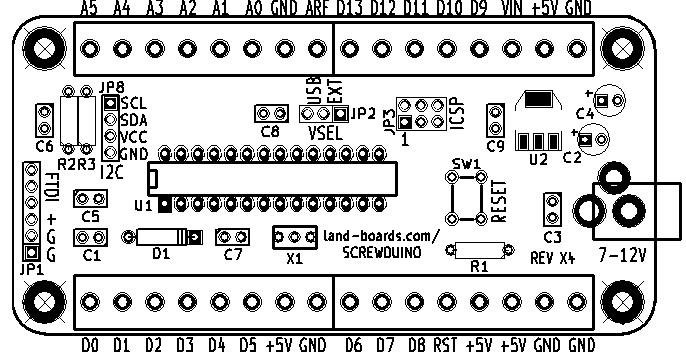 A5 A4 A3 A2 A1 A0 GND ARF D13 D12 D11 D10 D9 VIN +5V GND
JP8
SCL
SDA
VCC
GND
I2C
C6
R2 R3
USB
EXT
JP2
VSEL
C8
JP3
1
ICSP
C9
U2
C4
+
C2
+
FTDI
+
G
G
JP1
C5
C1
U1
D1
C7
X1
land-boards.com/
SCREWDUINO
SW1
RESET
R1
C3
REV X4
7-12V
D0 D1 D2 D3 D4 D5 +5V GND D6 D7 D8 RST +5V +5V GND GND